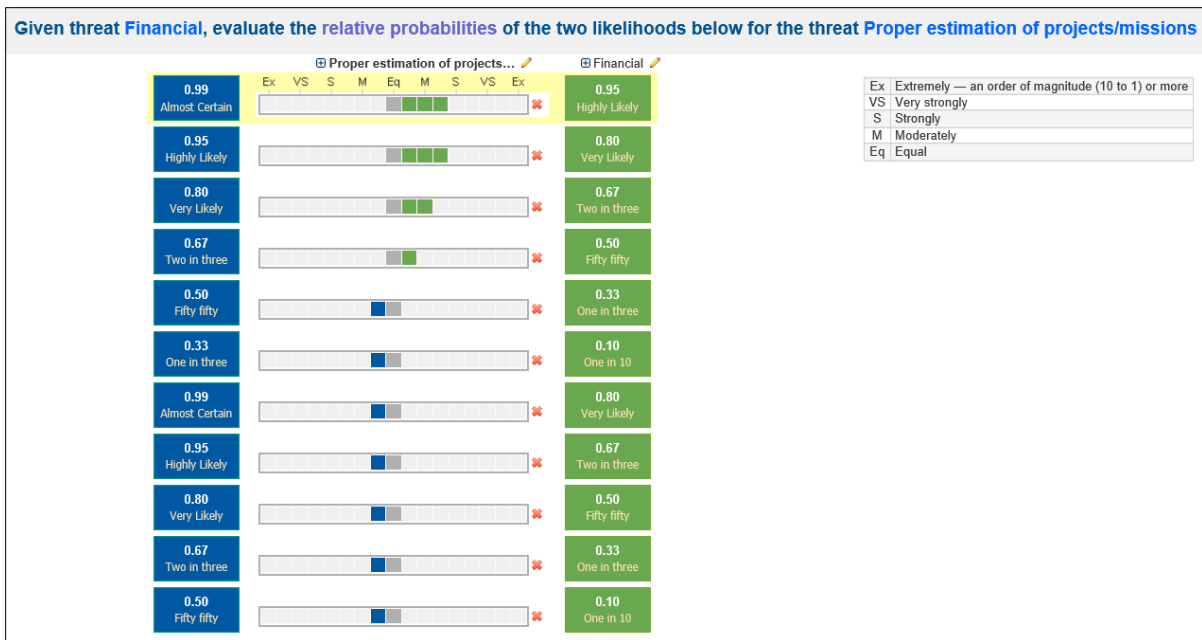 Given threat Financial, evaluate the relative probabilities of the two likelihoods below for the threat Proper estimation of projects/missions
Proper estimation of projects... Financial
Ex VS S M Eq M S VS Ex
0.99 0.95
Almost Certain Highly Likely
0.95 0.80
Highly Likely Very Likely
0.80 0.67
Very Likely Two in three
0.67 0.50
Two in three Fifty fifty
0.50 0.33
Fifty fifty One in three
0.33 0.10
One in three One in 10
0.99 0.80
Almost Certain Very Likely
0.95 0.67
Highly Likely Two in three
0.80 0.50
Very Likely Fifty fifty
0.67 0.33
Two in three One in three
0.50 0.10
Fifty fifty One in 10
Ex Extremely — an order of magnitude (10 to 1) or more
VS Very strongly
S Strongly
M Moderately
Eq Equal